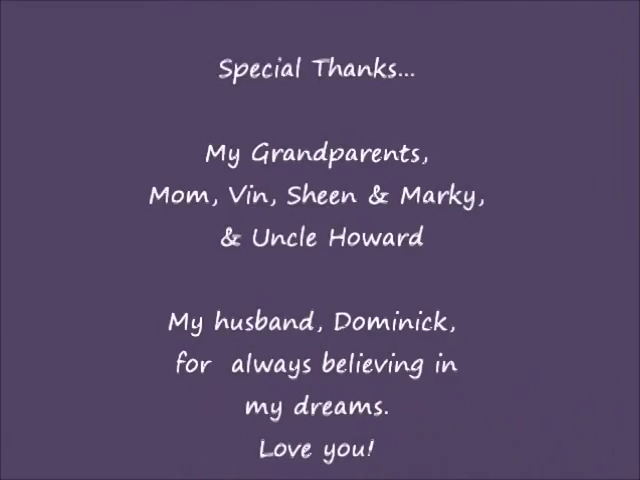 Special Thanks...
My Grandparents,
Mom, Vin, Sheen & Marky,
& Uncle Howard
My husband, Dominick,
for always believing in
my dreams.
Love you!